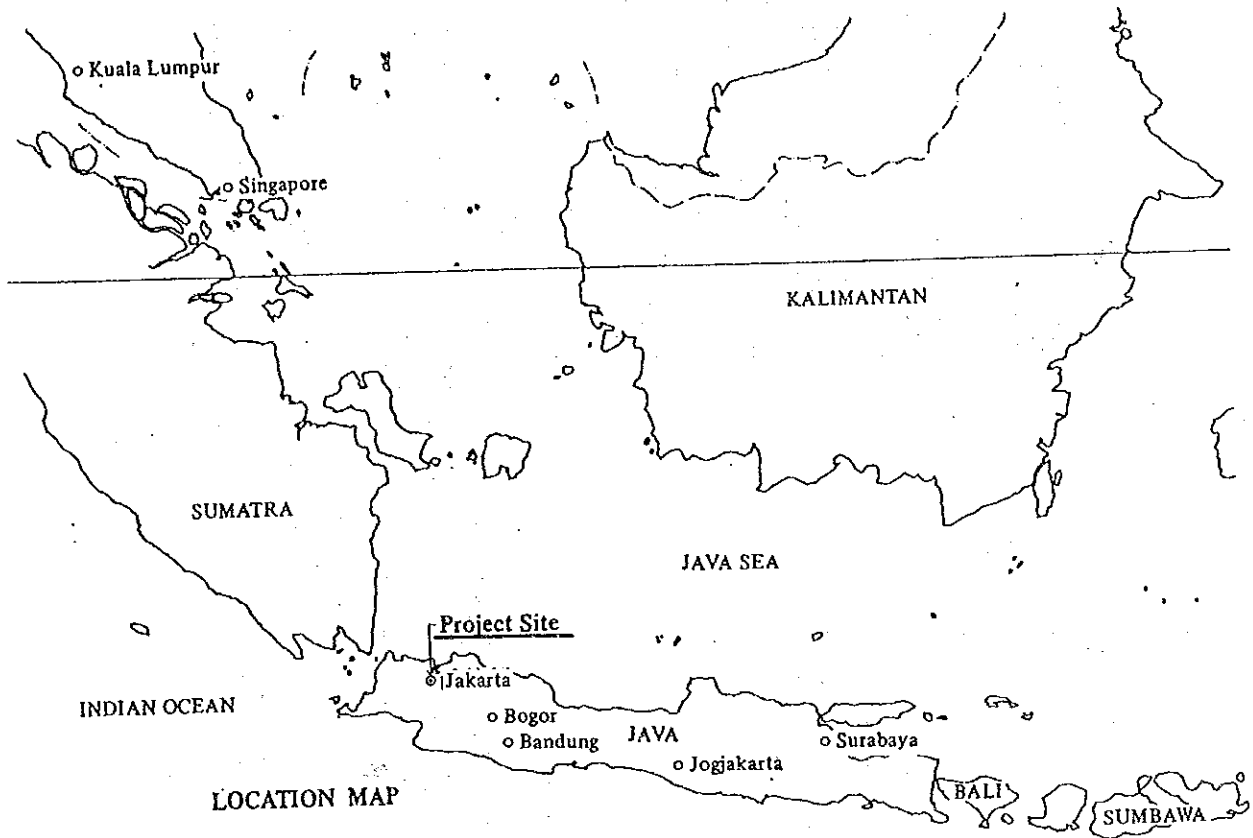 Kuala Lumpur
Singapore
KALIMANTAN
SUMATRA
JAVA SEA
Project Site
Jakarta
INDIAN OCEAN
Bogor
JAVA
Surabaya
Bandung
Jogjakarta
LOCATION MAP
BALI
SUMBAWA